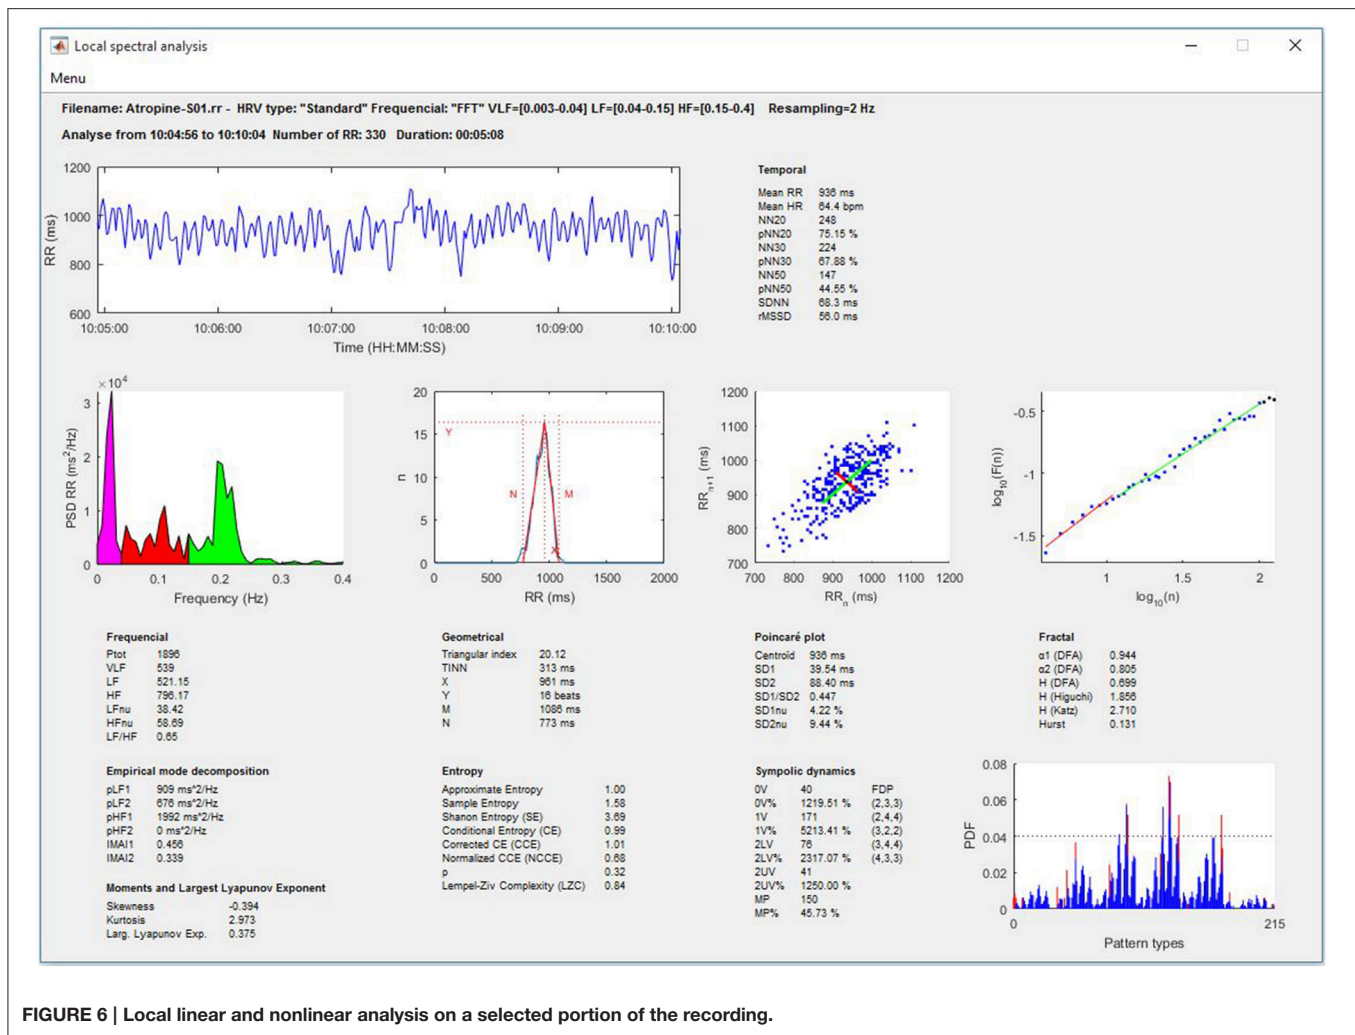 Local spectral analysis
Menu
Filename: Atropine-S01.rr - HRV type: "Standard" Frequencial: "FFT" VLF=[0.003-0.04] LF=[0.04-0.15] HF=[0.15-0.4] Resampling=2 Hz
Analyse from 10:04:56 to 10:10:04 Number of RR: 330 Duration: 00:05:08
1200
1000
800
600
RR (ms)
10:05:00 10:06:00 10:07:00 10:08:00 10:09:00 10:10:00
Time (HH:MM:SS)
Temporal
Mean RR 936 ms
Mean HR 64.4 bpm
NN20 248
pNN20 75.15 %
NN30 224
pNN30 67.88 %
NN50 147
pNN50 44.55 %
SDNN 68.3 ms
rMSSD 56.0 ms
×10⁴
3
2
1
0
PSD RR (ms²/Hz)
0 0.1 0.2 0.3 0.4
Frequency (Hz)
20
15
10
5
0
n
Y
N
M
X
0 500 1000 1500 2000
RR (ms)
1200
1100
1000
900
800
700
RRn+1 (ms)
700 800 900 1000 1100 1200
RRn (ms)
-0.5
-1
-1.5
log10(F(n))
1 1.5 2
log10(n)
Frequencial
Ptot 1896
VLF 539
LF 521.15
HF 796.17
LFnu 38.42
HFnu 58.69
LF/HF 0.65
Geometrical
Triangular index 20.12
TINN 313 ms
X 961 ms
Y 16 beats
M 1086 ms
N 773 ms
Poincaré plot
Centroid 936 ms
SD1 39.54 ms
SD2 88.40 ms
SD1/SD2 0.447
SD1nu 4.22 %
SD2nu 9.44 %
Fractal
α1 (DFA) 0.944
α2 (DFA) 0.805
H (DFA) 0.699
H (Higuchi) 1.856
H (Katz) 2.710
Hurst 0.131
Empirical mode decomposition
pLF1 909 ms^2/Hz
pLF2 676 ms^2/Hz
pHF1 1992 ms^2/Hz
pHF2 0 ms^2/Hz
IMAI1 0.456
IMAI2 0.339
Moments and Largest Lyapunov Exponent
Skewness -0.394
Kurtosis 2.973
Larg. Lyapunov Exp. 0.375
Entropy
Approximate Entropy 1.00
Sample Entropy 1.58
Shanon Entropy (SE) 3.69
Conditional Entropy (CE) 0.99
Corrected CE (CCE) 1.01
Normalized CCE (NCCE) 0.68
ρ 0.32
Lempel-Ziv Complexity (LZC) 0.84
Sympolic dynamics
0V 40 FDP
0V% 1219.51 % (2,3,3)
1V 171 (2,4,4)
1V% 5213.41 % (3,2,2)
2LV 76 (3,4,4)
2LV% 2317.07 % (4,3,3)
2UV 41
2UV% 1250.00 %
MP 150
MP% 45.73 %
0.08
0.06
0.04
0.02
0
PDF
0 215
Pattern types
FIGURE 6 | Local linear and nonlinear analysis on a selected portion of the recording.